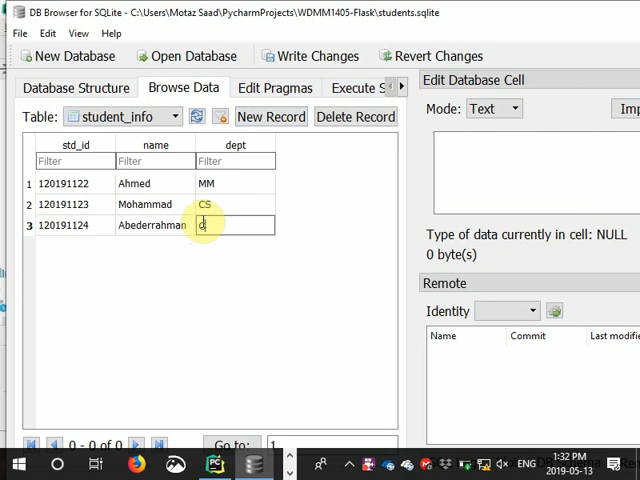 DB Browser for SQLite - C:\Users\Motaz Saad\PycharmProjects\WDMM1405-Flask\students.sqlite
File Edit View Help
New Database Open Database Write Changes Revert Changes
Database Structure Browse Data Edit Pragmas Execute S
Edit Database Cell
Table: student_info New Record Delete Record
Mode: Text Imp
std_id name dept
Filter Filter Filter
1 120191122 Ahmed MM
2 120191123 Mohammad CS
3 120191124 Abederrahman
Type of data currently in cell: NULL
0 byte(s)
Remote
Identity
Name Commit Last modifie
0 - 0 of 0 Go to: 1
ENG
1:32 PM
2019-05-13